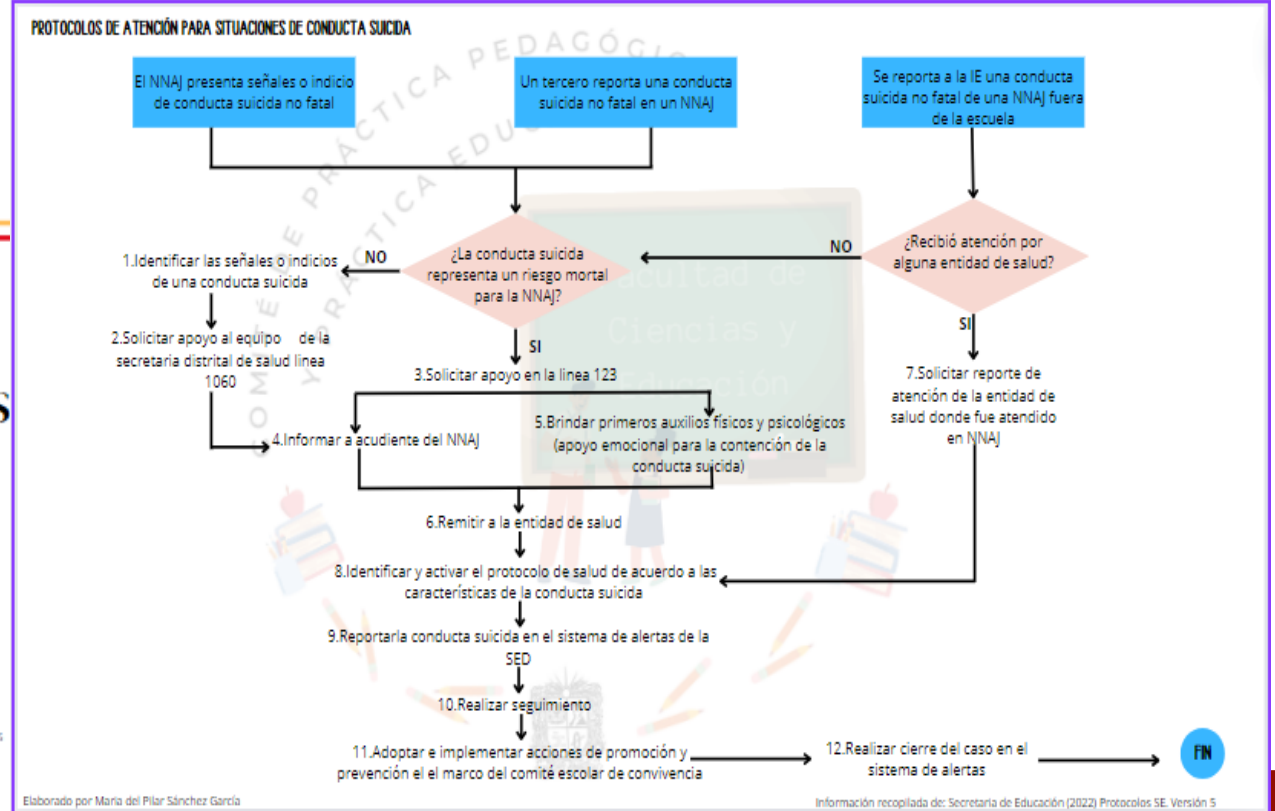 PROTOCOLOS DE ATENCIÓN PARA SITUACIONES DE CONDUCTA SUICIDA
El NNAJ presenta señales o indicio
de conducta suicida no fatal
Un tercero reporta una conducta
suicida no fatal en un NNAJ
Se reporta a la IE una conducta
suicida no fatal de una NNAJ fuera
de la escuela
COMITÉ DE PRÁCTICA PEDAGÓGIC
Y PRÁCTICA EDU
¿La conducta suicida
representa un riesgo mortal
para la NNAJ?
NO
¿Recibió atención por
alguna entidad de salud?
NO
SI
SI
1.Identificar las señales o indicios
de una conducta suicida
2.Solicitar apoyo al equipo de la
secretaria distrital de salud linea
1060
3.Solicitar apoyo en la linea 123
4.Informar a acudiente del NNAJ
5.Brindar primeros auxilios físicos y psicológicos
(apoyo emocional para la contención de la
conducta suicida)
7.Solicitar reporte de
atención de la entidad de
salud donde fue atendido
en NNAJ
Facultad de
Ciencias y
Educación
6.Remitir a la entidad de salud
8.Identificar y activar el protocolo de salud de acuerdo a las
características de la conducta suicida
9.Reportarla conducta suicida en el sistema de alertas de la
SED
10.Realizar seguimiento
11.Adoptar e implementar acciones de promoción y
prevención el el marco del comité escolar de convivencia
12.Realizar cierre del caso en el
sistema de alertas
FIN
Elaborado por Maria del Pilar Sánchez García
Información recopilada de: Secretaria de Educación (2022) Protocolos SE. Versión 5